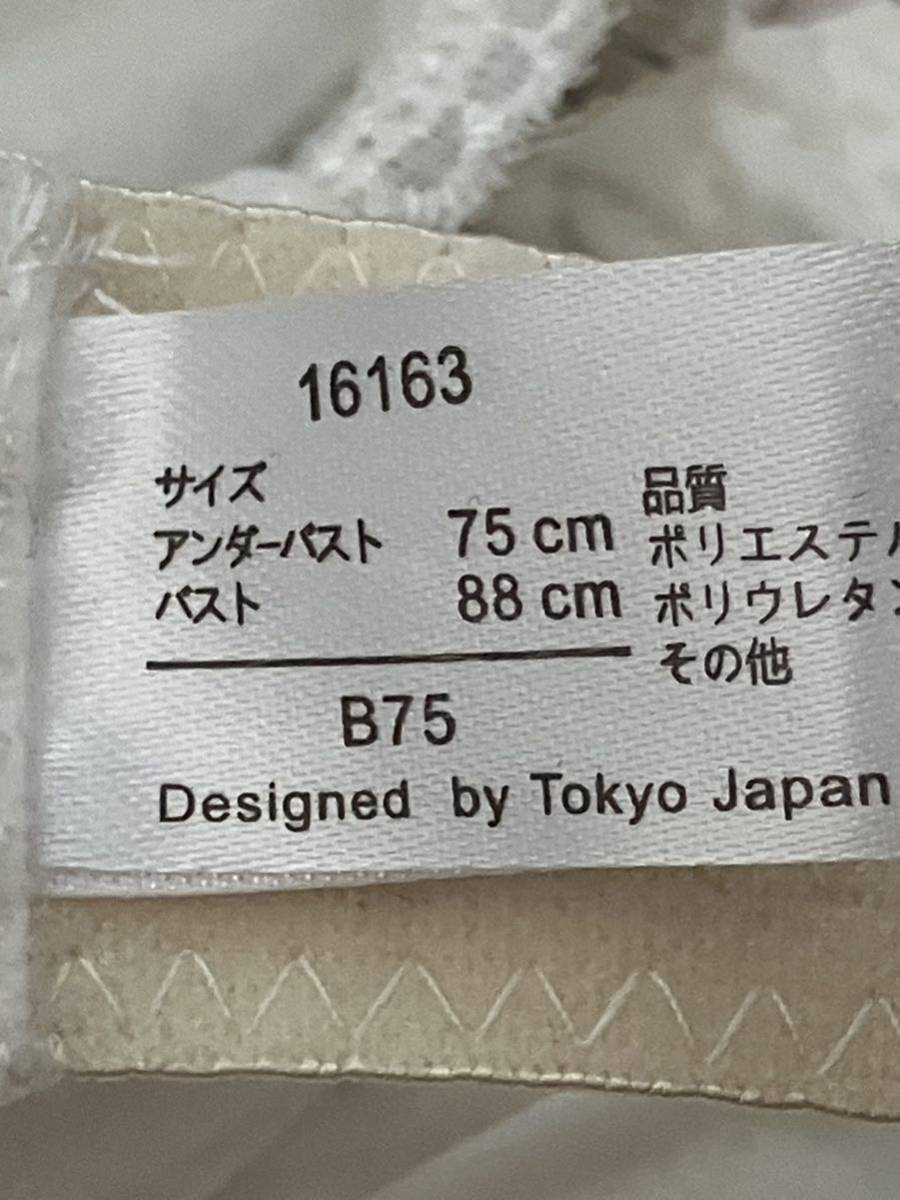 16163
サイズ
アンダーバスト 75 cm
バスト 88 cm
B75
品質
ポリエステル
ポリウレタン
その他
Designed by Tokyo Japan